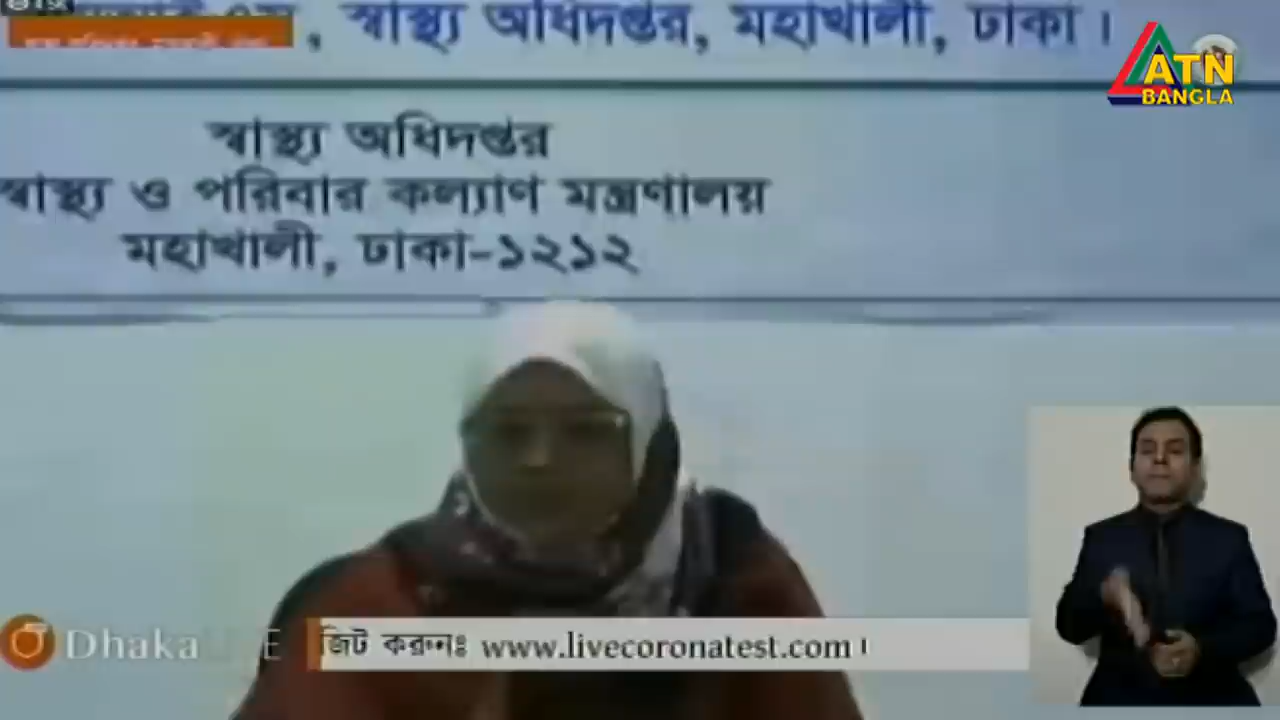 , স্বাস্থ্য অধিদপ্তর, মহাখালী, ঢাকা।
ATN
BANGLA
স্বাস্থ্য অধিদপ্তর
স্বাস্থ্য ও পরিবার কল্যাণ মন্ত্রণালয়
মহাখালী, ঢাকা-১২১২
Dhaka
জিট করুনঃ www.livecoronatest.com।